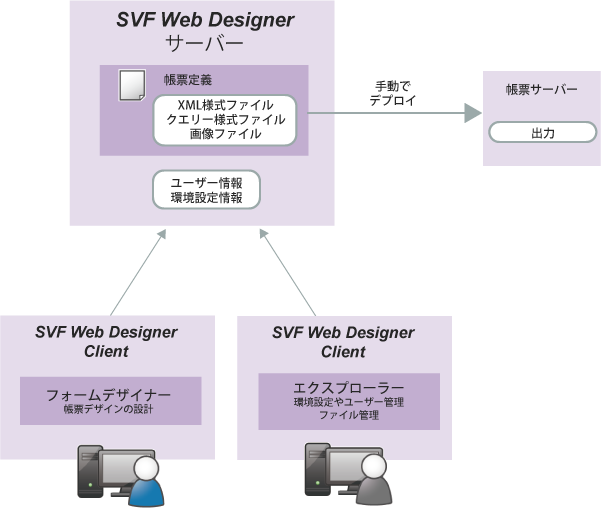 SVF Web Designer
サーバー
帳票定義
XML様式ファイル
クエリー様式ファイル
画像ファイル
ユーザー情報
環境設定情報
手動で
デプロイ
帳票サーバー
出力
SVF Web Designer
Client
フォームデザイナー
帳票デザインの設計
SVF Web Designer
Client
エクスプローラー
環境設定やユーザー管理
ファイル管理